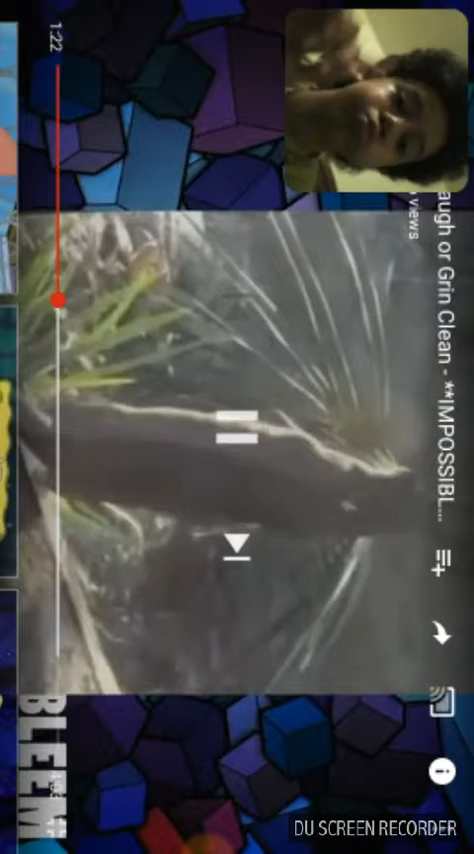 augh or Grin Clean - **IMPOSSIBL...
views
1:22
BLEEM
DU SCREEN RECORDER